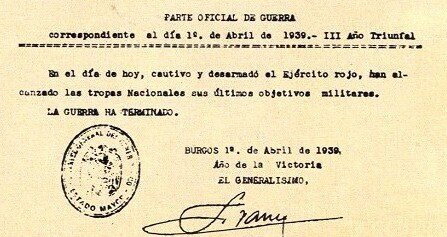 PARTE OFICIAL DE GUERRA
correspondiente al día 1º. de Abril de 1939.- III Año Triunfal
En el día de hoy, cautivo y desarmado el Ejército rojo, han al-
canzado las tropas Nacionales sus últimos objetivos militares.
LA GUERRA HA TERMINADO.
BURGOS 1º. de Abril de 1939.
Año de la Victoria
EL GENERALISIMO,
ESTADO MAYOR